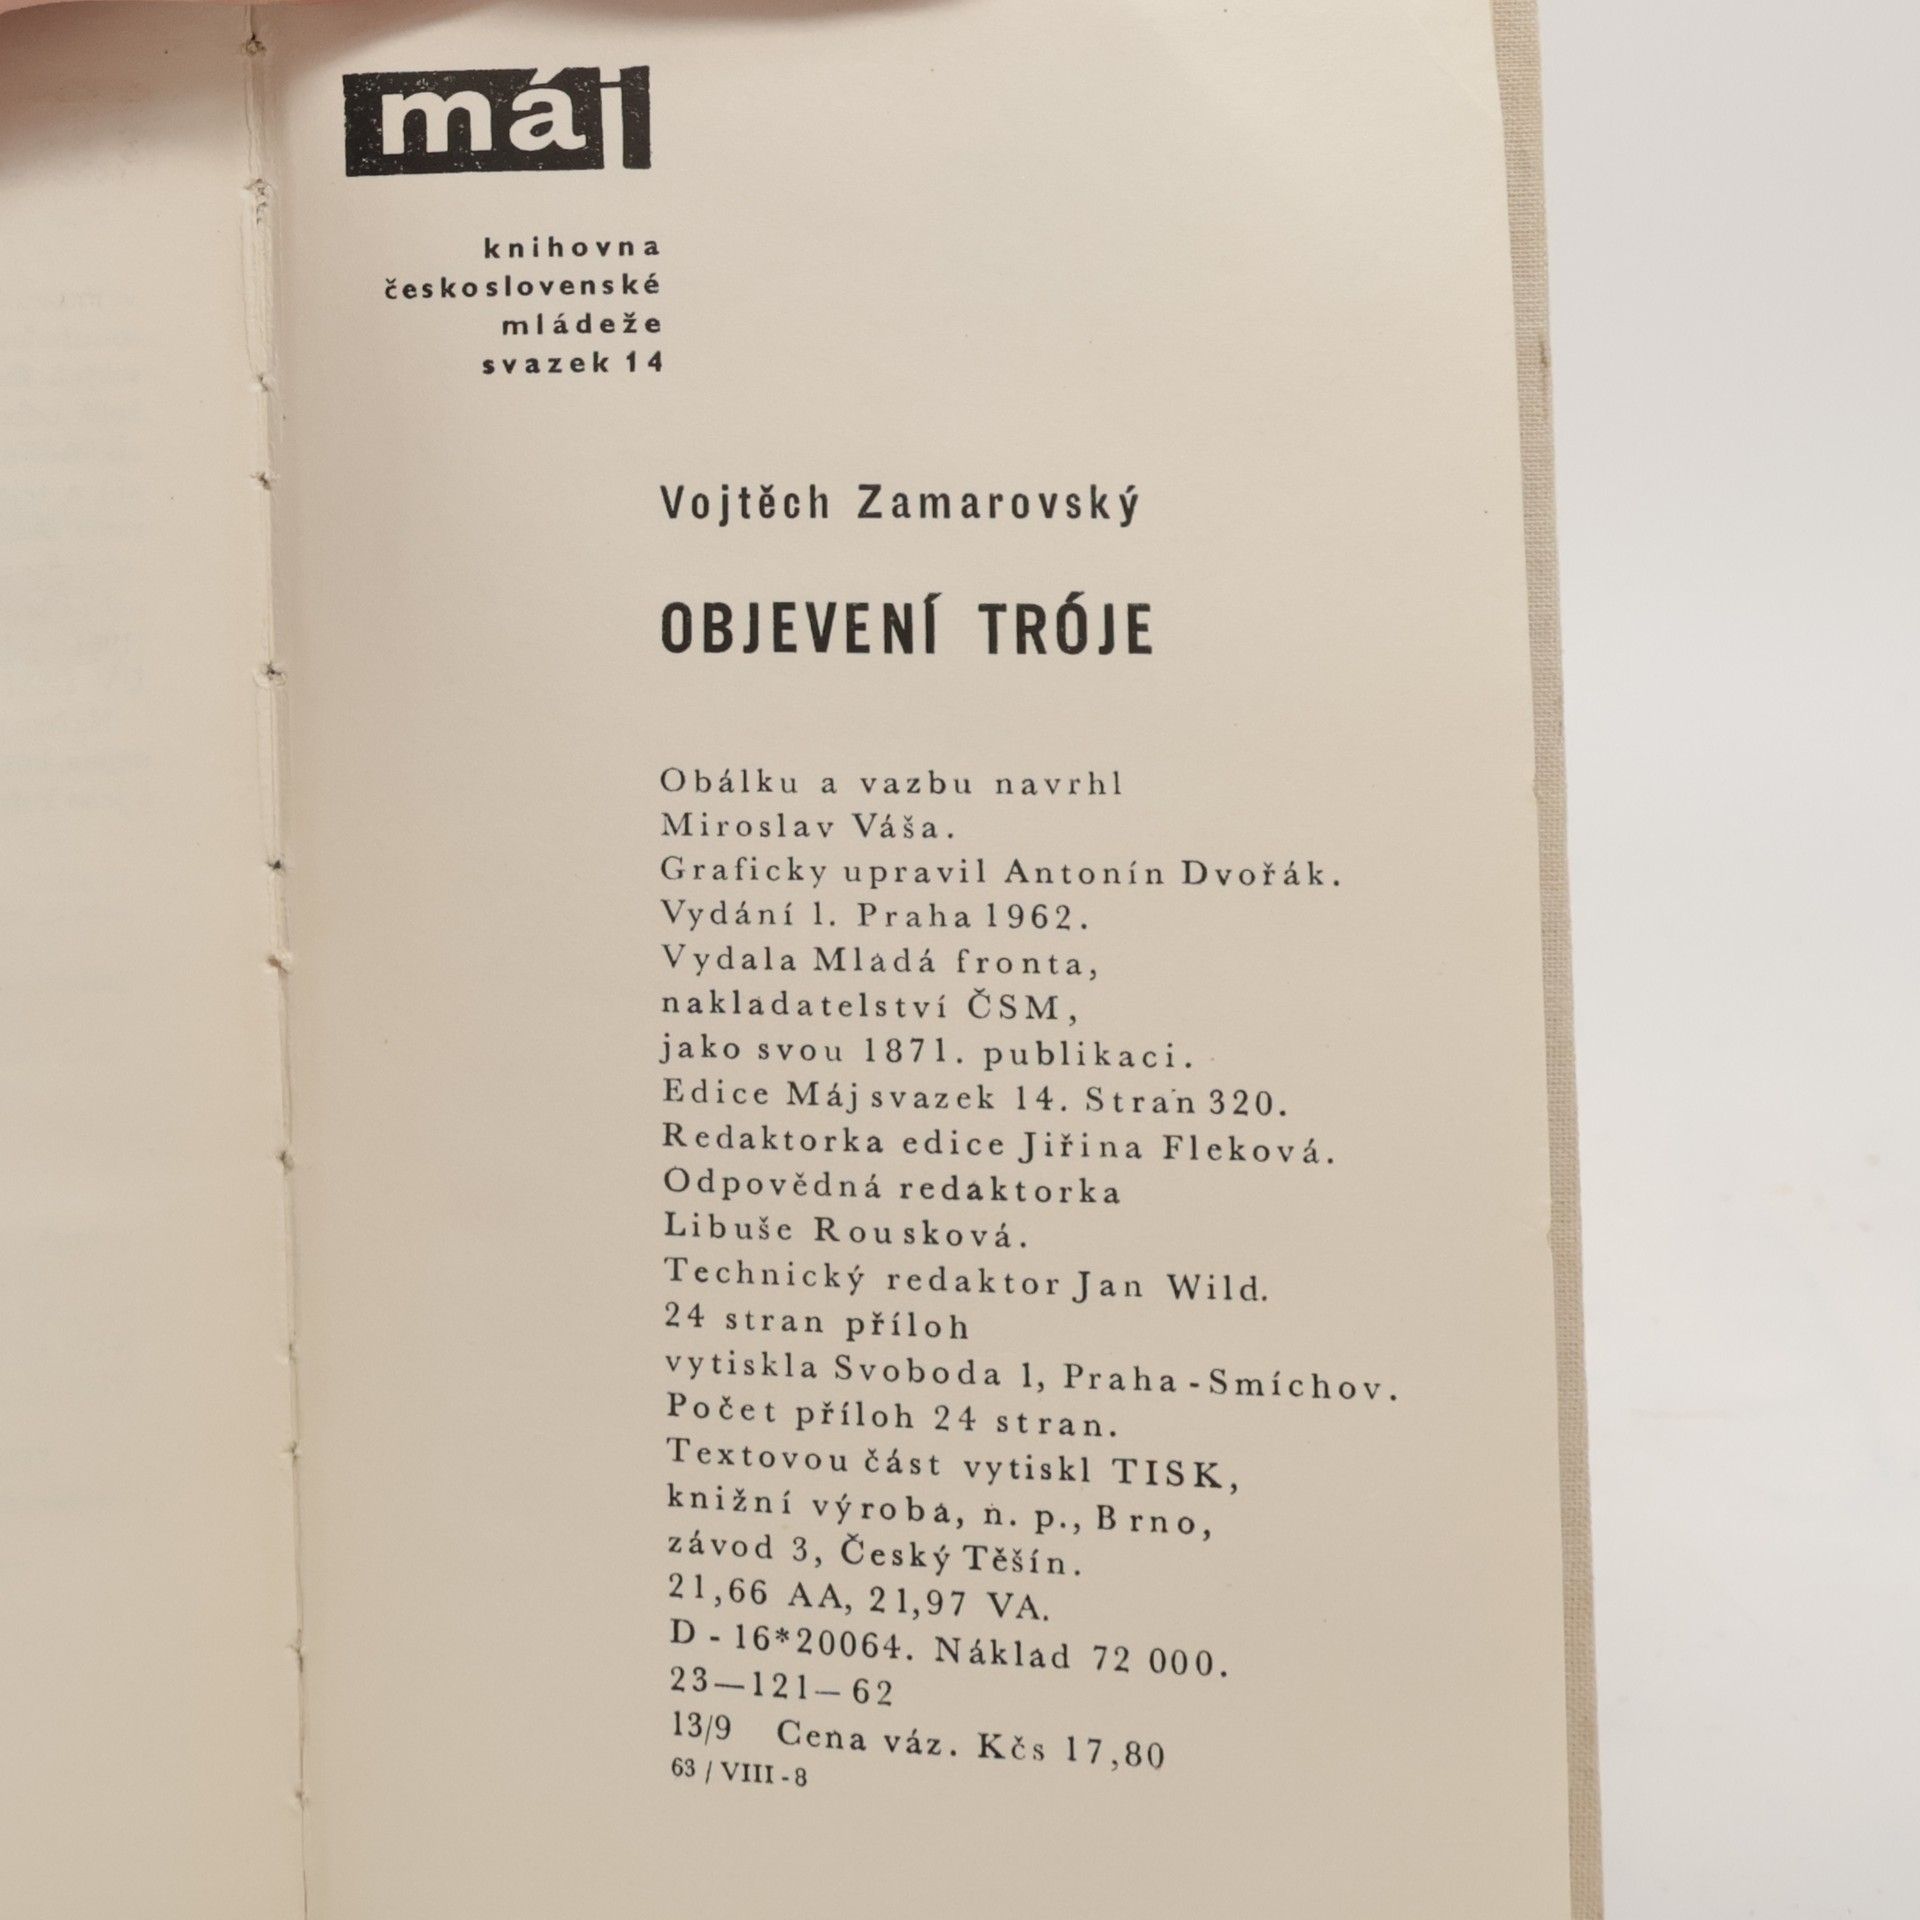 máj
knihovna
československé
mládeže
svazek 14
Vojtěch Zamarovský
OBJEVENÍ TRÓJE
Obálku a vazbu navrhl
Miroslav Váša.
Graficky upravil Antonín Dvořák.
Vydání 1. Praha 1962.
Vydala Mladá fronta,
nakladatelství ČSM,
jako svou 1871. publikaci.
Edice Máj svazek 14. Stran 320.
Redaktorka edice Jiřina Fleková.
Odpovědná redaktorka
Libuše Rousková.
Technický redaktor Jan Wild.
24 stran příloh
vytiskla Svoboda 1, Praha-Smíchov.
Počet příloh 24 stran.
Textovou část vytiskl TISK,
knižní výroba, n. p., Brno,
závod 3, Český Těšín.
21,66 AA, 21,97 VA.
D - 16*20064. Náklad 72 000.
23—121—62
13/9 Cena váz. Kčs 17,80
63 / VIII - 8